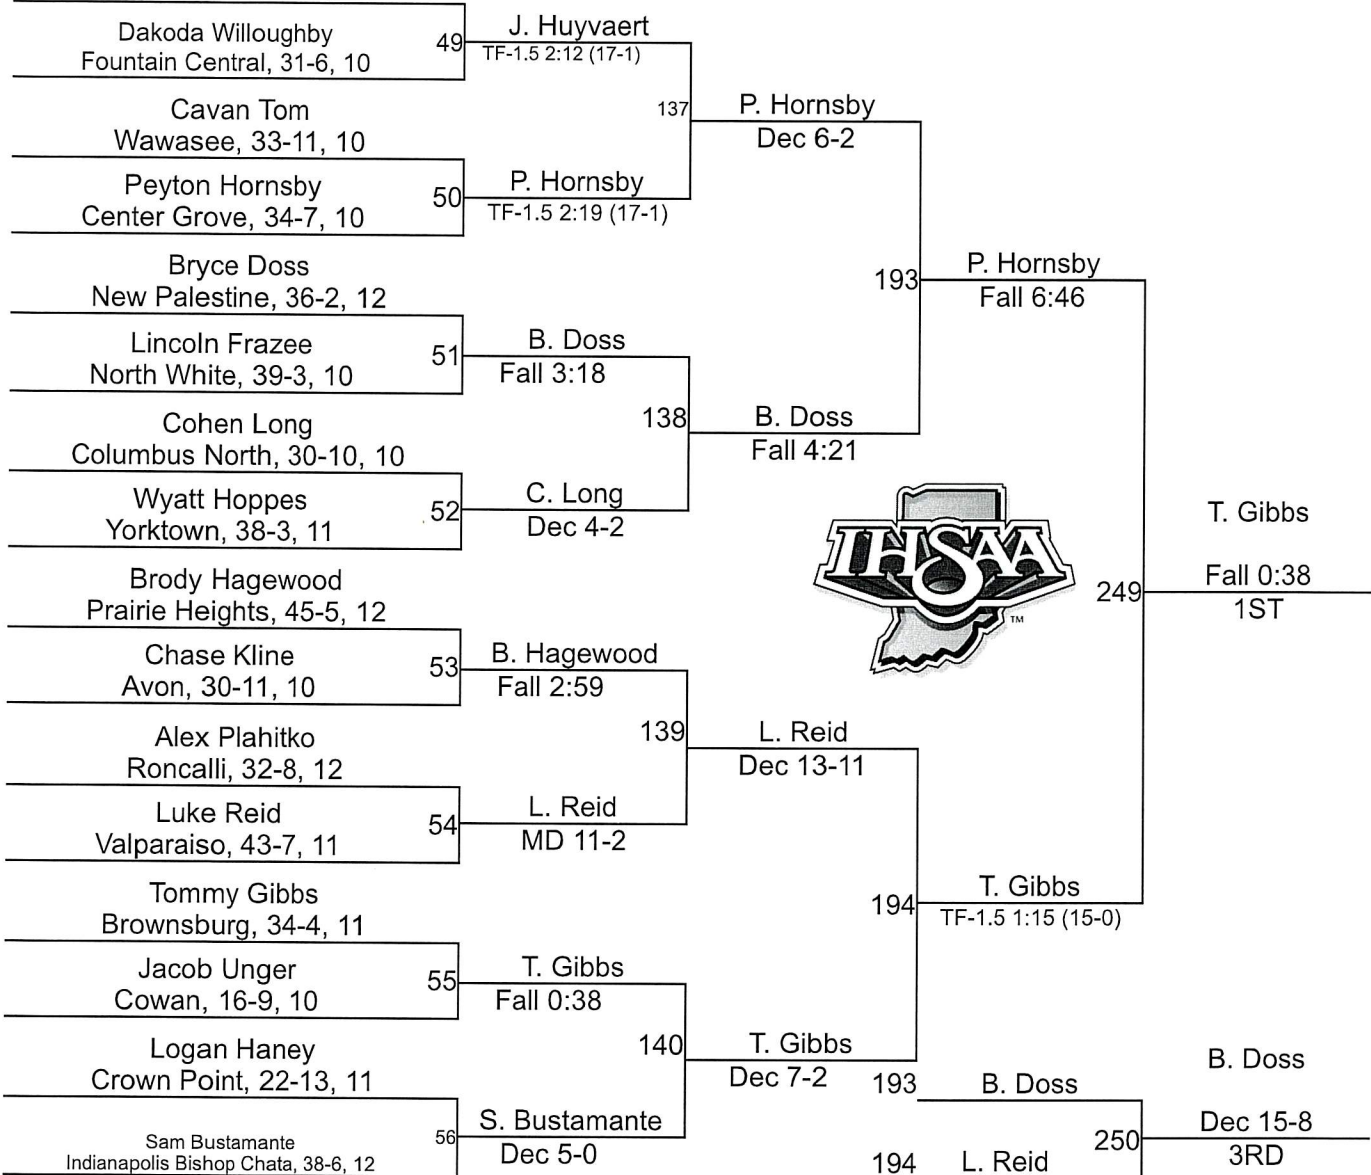 Dakoda Willoughby
Fountain Central, 31-6, 10
49
J. Huyvaert
TF-1.5 2:12 (17-1)
Cavan Tom
Wawasee, 33-11, 10
137
P. Hornsby
Dec 6-2
Peyton Hornsby
Center Grove, 34-7, 10
50
P. Hornsby
TF-1.5 2:19 (17-1)
Bryce Doss
New Palestine, 36-2, 12
193
P. Hornsby
Fall 6:46
Lincoln Frazee
North White, 39-3, 10
51
B. Doss
Fall 3:18
Cohen Long
Columbus North, 30-10, 10
138
B. Doss
Fall 4:21
Wyatt Hoppes
Yorktown, 38-3, 11
52
C. Long
Dec 4-2
IHSAA
TM
249
T. Gibbs
Fall 0:38
1ST
Brody Hagewood
Prairie Heights, 45-5, 12
Chase Kline
Avon, 30-11, 10
53
B. Hagewood
Fall 2:59
Alex Plahitko
Roncalli, 32-8, 12
139
L. Reid
Dec 13-11
Luke Reid
Valparaiso, 43-7, 11
54
L. Reid
MD 11-2
Tommy Gibbs
Brownsburg, 34-4, 11
194
T. Gibbs
TF-1.5 1:15 (15-0)
Jacob Unger
Cowan, 16-9, 10
55
T. Gibbs
Fall 0:38
Logan Haney
Crown Point, 22-13, 11
140
T. Gibbs
Dec 7-2
Sam Bustamante
Indianapolis Bishop Chata, 38-6, 12
56
S. Bustamante
Dec 5-0
193
B. Doss
194
L. Reid
250
B. Doss
Dec 15-8
3RD